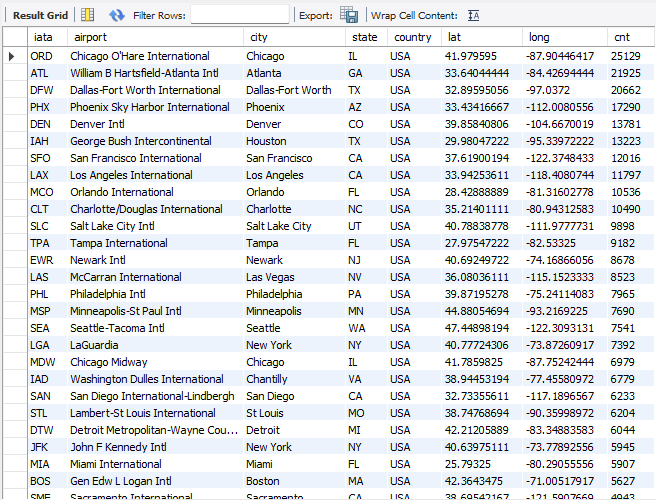 Result Grid Filter Rows: Export: Wrap Cell Content:
iata airport city state country lat long cnt
ORD Chicago O'Hare International Chicago IL USA 41.979595 -87.90446417 25129
ATL William B Hartsfield-Atlanta Intl Atlanta GA USA 33.64044444 -84.42694444 21925
DFW Dallas-Fort Worth International Dallas-Fort Worth TX USA 32.89595056 -97.0372 20662
PHX Phoenix Sky Harbor International Phoenix AZ USA 33.43416667 -112.0080556 17290
DEN Denver Intl Denver CO USA 39.85840806 -104.6670019 13781
IAH George Bush Intercontinental Houston TX USA 29.98047222 -95.33972222 13223
SFO San Francisco International San Francisco CA USA 37.61900194 -122.3748433 12016
LAX Los Angeles International Los Angeles CA USA 33.94253611 -118.4080744 11797
MCO Orlando International Orlando FL USA 28.42888889 -81.31602778 10536
CLT Charlotte/Douglas International Charlotte NC USA 35.21401111 -80.94312583 10490
SLC Salt Lake City Intl Salt Lake City UT USA 40.78838778 -111.9777731 9898
TPA Tampa International Tampa FL USA 27.97547222 -82.53325 9182
EWR Newark Intl Newark NJ USA 40.69249722 -74.16866056 8678
LAS McCarran International Las Vegas NV USA 36.08036111 -115.1523333 8523
PHL Philadelphia Intl Philadelphia PA USA 39.87195278 -75.24114083 7965
MSP Minneapolis-St Paul Intl Minneapolis MN USA 44.88054694 -93.2169225 7690
SEA Seattle-Tacoma Intl Seattle WA USA 47.44898194 -122.3093131 7541
LGA LaGuardia New York NY USA 40.77724306 -73.87260917 7392
MDW Chicago Midway Chicago IL USA 41.7859825 -87.75242444 6979
IAD Washington Dulles International Chantilly VA USA 38.94453194 -77.45580972 6779
SAN San Diego International-Lindbergh San Diego CA USA 32.73355611 -117.1896567 6233
STL Lambert-St Louis International St Louis MO USA 38.74768694 -90.35998972 6204
DTW Detroit Metropolitan-Wayne Cou... Detroit MI USA 42.21205889 -83.34883583 6044
JFK John F Kennedy Intl New York NY USA 40.63975111 -73.77892556 5945
MIA Miami International Miami FL USA 25.79325 -80.29055556 5907
BOS Gen Edw L Logan Intl Boston MA USA 42.3643475 -71.00517917 5627
SMF Sacramento International Sacramento CA USA 38.69542167 -121.5907669 4943